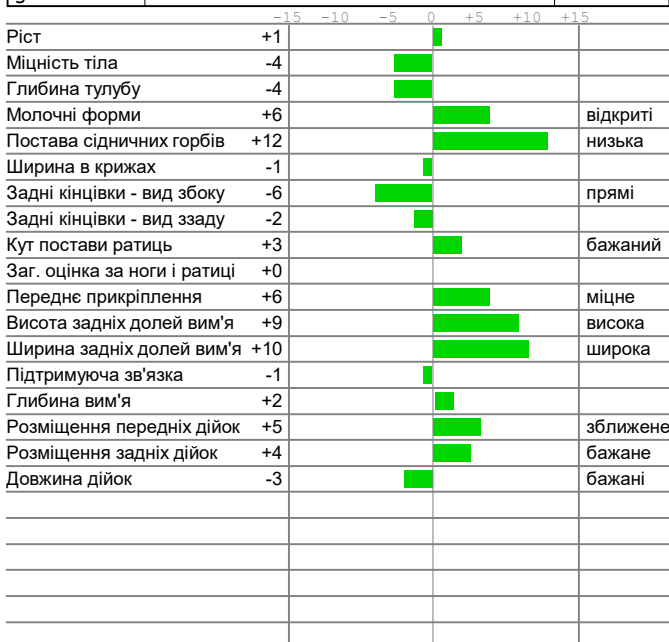 -15 -10 -5 0 +5 +10 +15
Ріст +1
Міцність тіла -4
Глибина тулубу -4
Молочні форми +6 відкриті
Постава сідничних горбів +12 низька
Ширина в крижах -1
Задні кінцівки - вид збоку -6 прямі
Задні кінцівки - вид ззаду -2
Кут постави ратиць +3 бажаний
Заг. оцінка за ноги і ратиці +0
Переднє прикріплення +6 міцне
Висота задніх долей вим'я +9 висока
Ширина задніх долей вим'я +10 широка
Підтримуюча зв'язка -1
Глибина вим'я +2
Розміщення передніх дійок +5 зближене
Розміщення задніх дійок +4 бажане
Довжина дійок -3 бажані